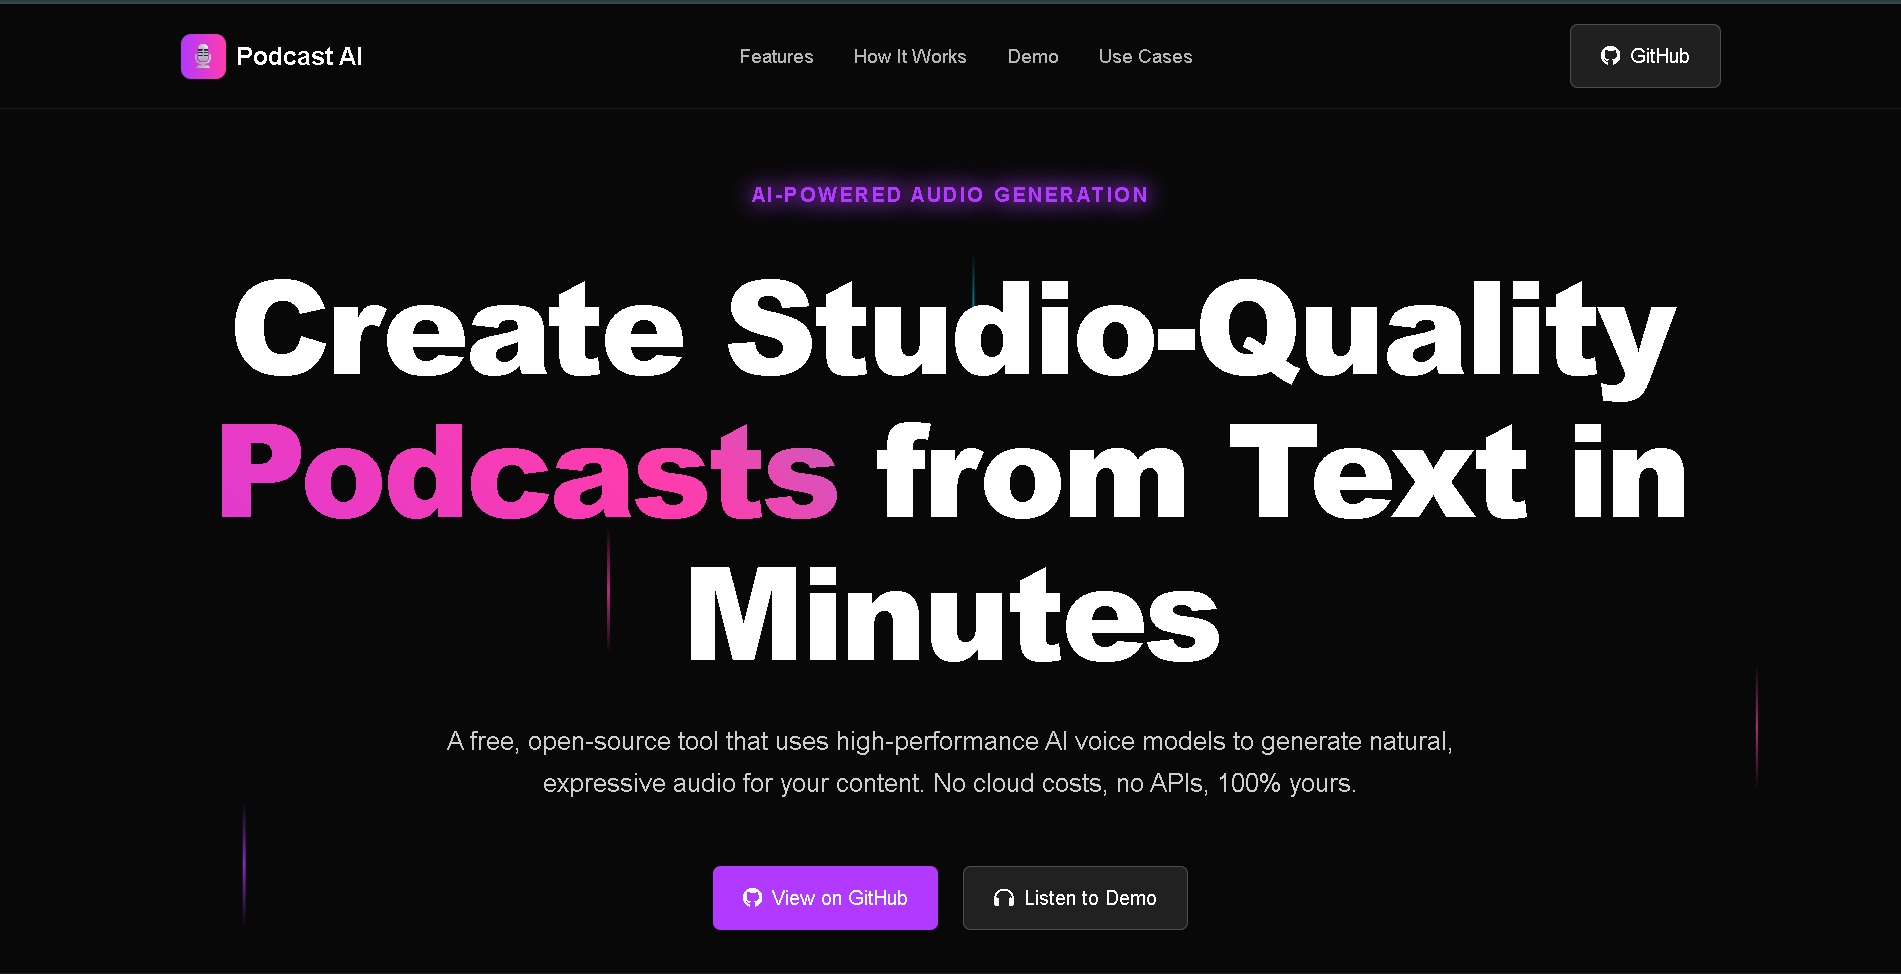 Podcast AI
Features
How It Works
Demo
Use Cases
GitHub
AI-POWERED AUDIO GENERATION
Create Studio-Quality
Podcasts from Text in
Minutes
A free, open-source tool that uses high-performance AI voice models to generate natural,
expressive audio for your content. No cloud costs, no APIs, 100% yours.
View on GitHub
Listen to Demo